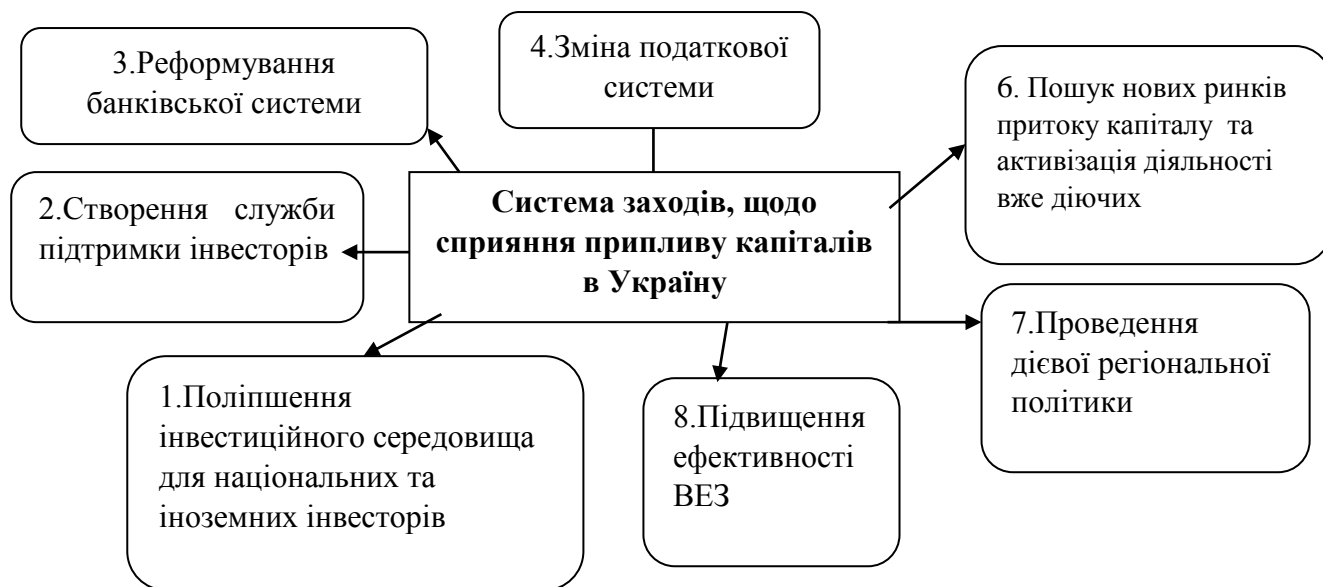 3.Реформування
банківської системи
4.Зміна податкової
системи
6. Пошук нових ринків
притоку капіталу та
активізація діяльності
вже діючих
2.Створення служби
підтримки інвесторів
Система заходів, щодо
сприяння припливу капіталів
в Україну
7.Проведення
дієвої регіональної
політики
1.Поліпшення
інвестиційного середовища
для національних та
іноземних інвесторів
8.Підвищення
ефективності
ВЕЗ